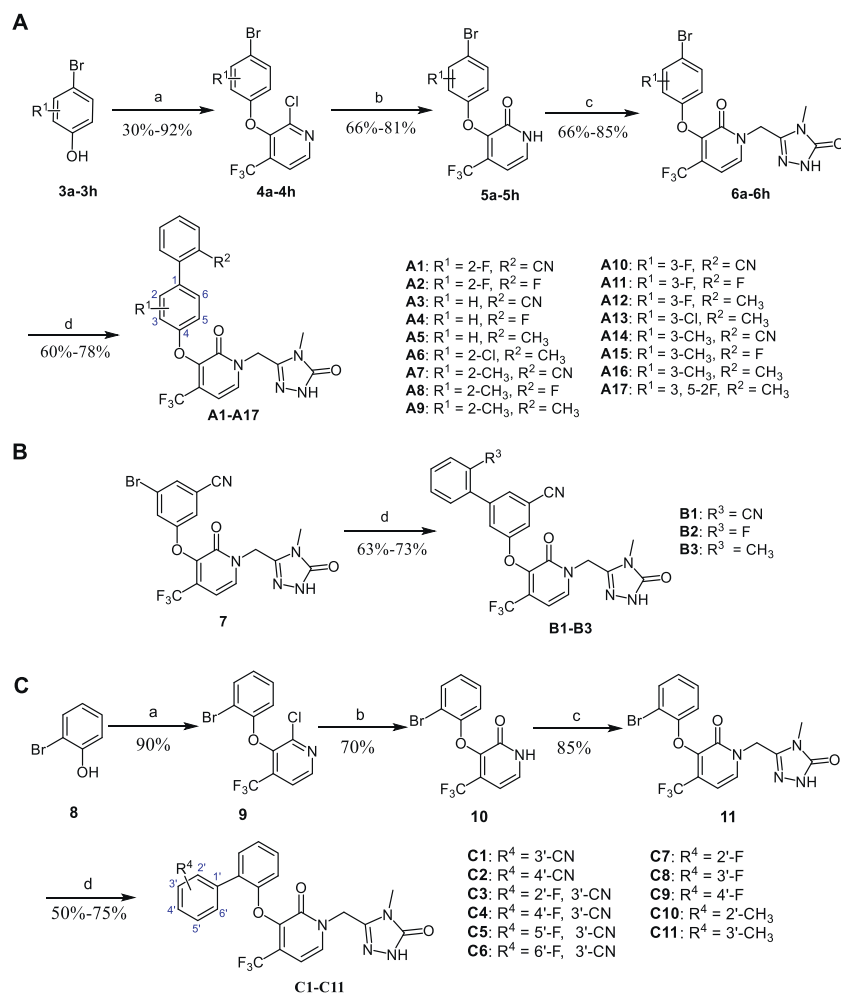 A
Br
R1
OH
3a-3h
a
30%-92%
Br
R1
Cl
O
N
F3C
4a-4h
b
66%-81%
Br
R1
O
O
NH
F3C
5a-5h
c
66%-85%
Br
R1
O
O
N
N
N
NH
O
F3C
6a-6h
d
60%-78%
R2
1
2
6
R1
3
5
4
O
O
N
N
N
NH
O
F3C
A1-A17
A1: R1 = 2-F, R2 = CN
A2: R1 = 2-F, R2 = F
A3: R1 = H, R2 = CN
A4: R1 = H, R2 = F
A5: R1 = H, R2 = CH3
A6: R1 = 2-Cl, R2 = CH3
A7: R1 = 2-CH3, R2 = CN
A8: R1 = 2-CH3, R2 = F
A9: R1 = 2-CH3, R2 = CH3
A10: R1 = 3-F, R2 = CN
A11: R1 = 3-F, R2 = F
A12: R1 = 3-F, R2 = CH3
A13: R1 = 3-Cl, R2 = CH3
A14: R1 = 3-CH3, R2 = CN
A15: R1 = 3-CH3, R2 = F
A16: R1 = 3-CH3, R2 = CH3
A17: R1 = 3, 5-2F, R2 = CH3
B
Br
CN
O
O
N
N
N
NH
O
F3C
7
d
63%-73%
R3
CN
O
O
N
N
N
NH
O
F3C
B1-B3
B1: R3 = CN
B2: R3 = F
B3: R3 = CH3
C
Br
OH
8
a
90%
Br
Cl
O
N
F3C
9
b
70%
Br
O
O
NH
F3C
10
c
85%
Br
O
O
N
N
N
NH
O
F3C
11
d
50%-75%
R4
2'
3'
1'
4'
6'
5'
O
O
N
N
N
NH
O
F3C
C1-C11
C1: R4 = 3'-CN
C2: R4 = 4'-CN
C3: R4 = 2'-F, 3'-CN
C4: R4 = 4'-F, 3'-CN
C5: R4 = 5'-F, 3'-CN
C6: R4 = 6'-F, 3'-CN
C7: R4 = 2'-F
C8: R4 = 3'-F
C9: R4 = 4'-F
C10: R4 = 2'-CH3
C11: R4 = 3'-CH3